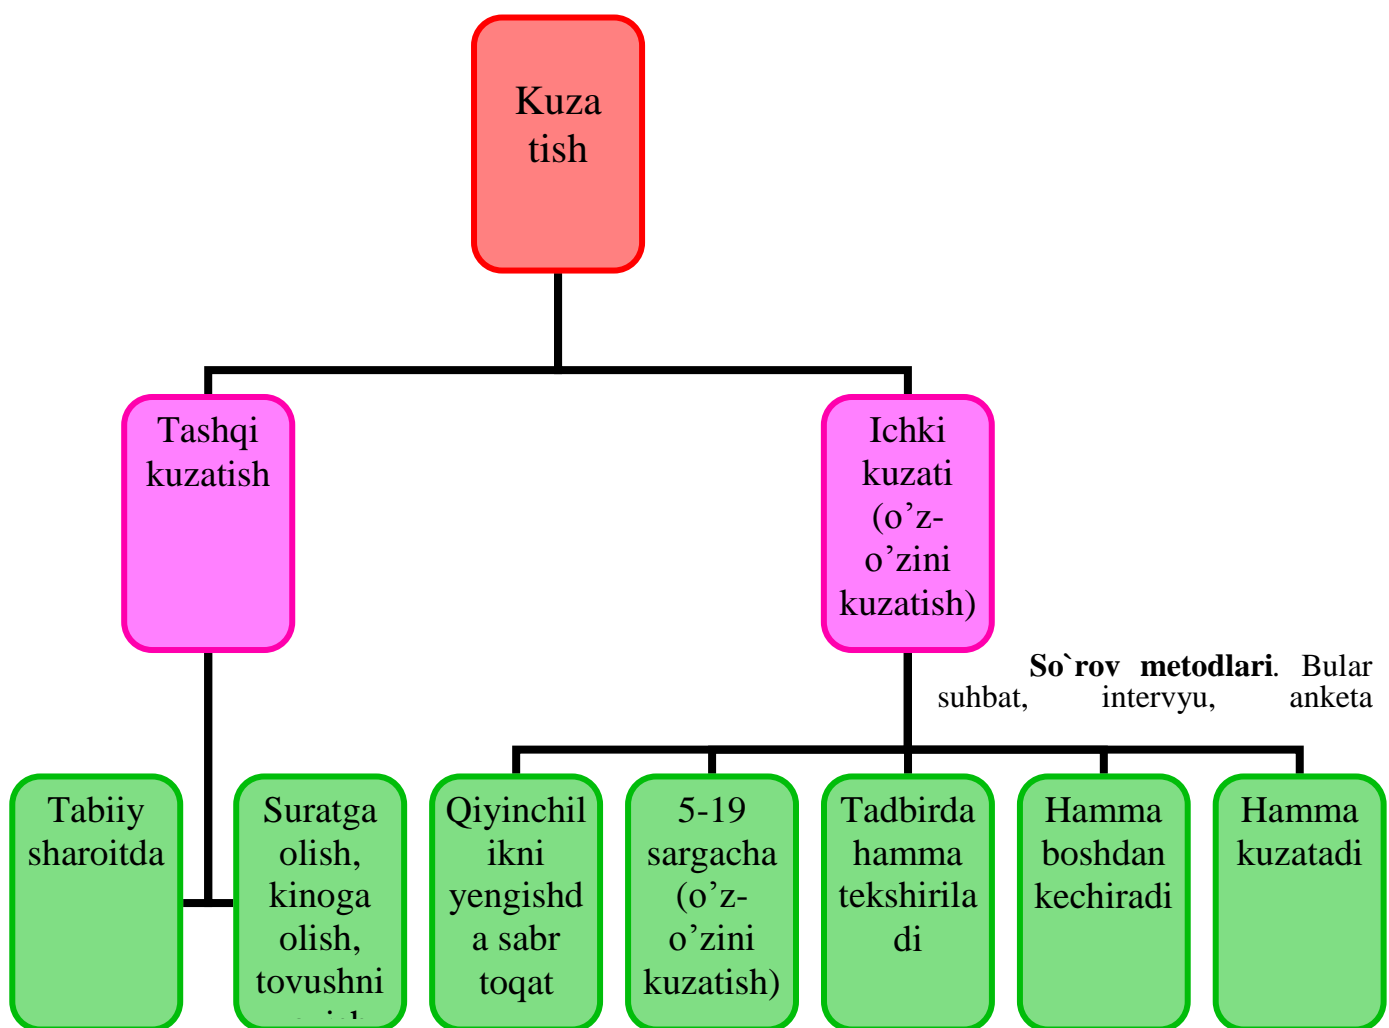 Kuza
tish
Tashqi
kuzatish
Ichki
kuzati
(o’z-
o’zini
kuzatish)
So`rov metodlari. Bular
suhbat, intervyu, anketa
Tabiiy
sharoitda
Suratga
olish,
kinoga
olish,
tovushni
Qiyinchil
ikni
yengishd
a sabr
toqat
5-19
sargacha
(o’z-
o’zini
kuzatish)
Tadbirda
hamma
tekshirila
di
Hamma
boshdan
kechiradi
Hamma
kuzatadi